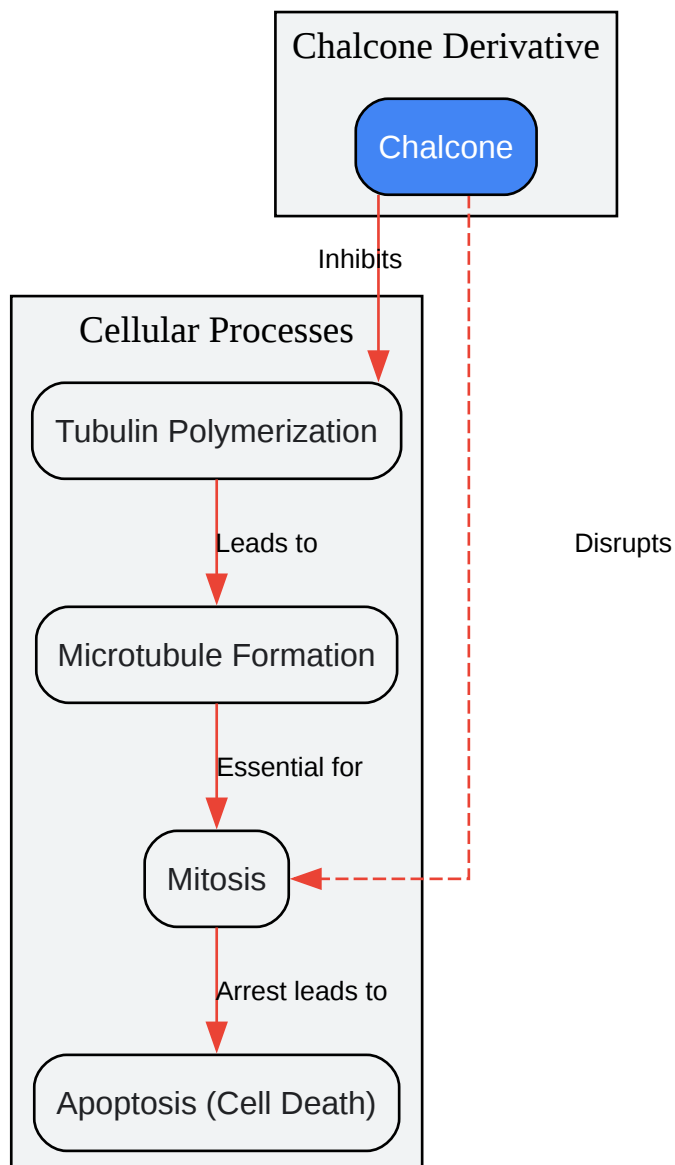 Chalcone Derivative
Chalcone
Inhibits
Cellular Processes
Tubulin Polymerization
Leads to
Disrupts
Microtubule Formation
Essential for
Mitosis
Arrest leads to
Apoptosis (Cell Death)